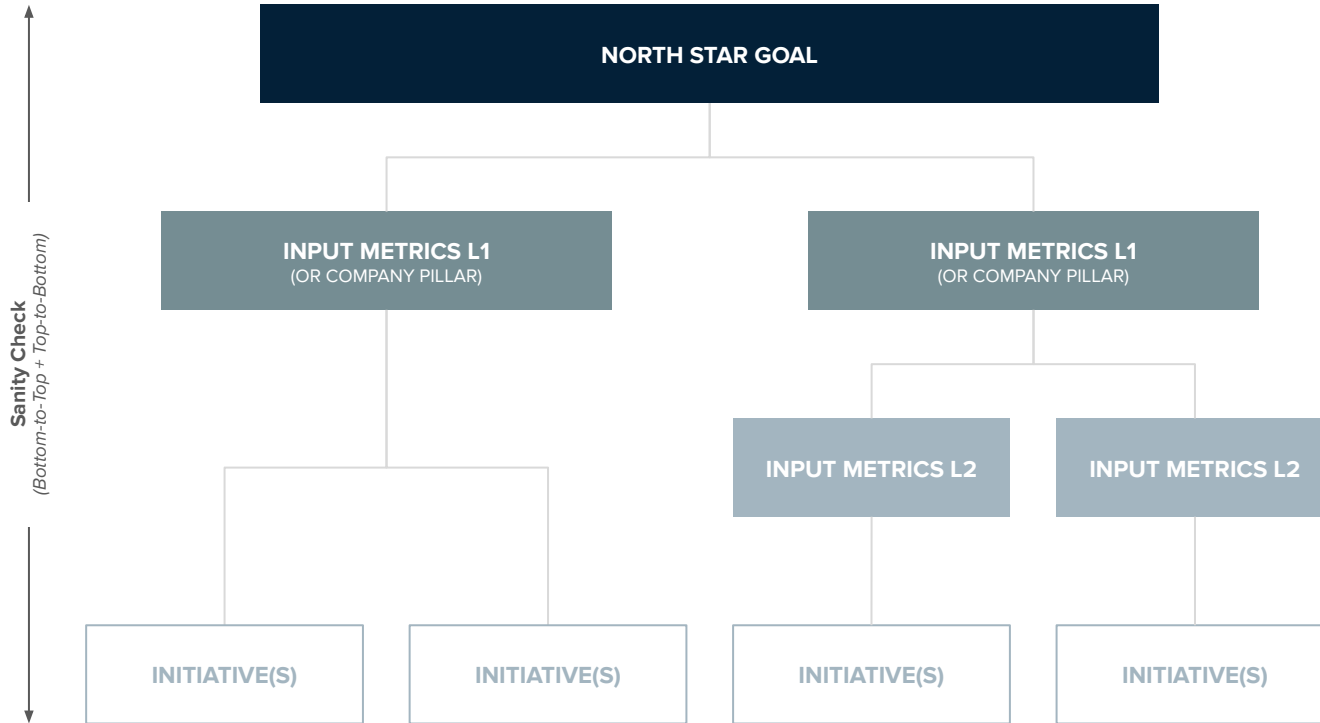 NORTH STAR GOAL
Sanity Check
(Bottom-to-Top + Top-to-Bottom)
INPUT METRICS L1
(OR COMPANY PILLAR)
INPUT METRICS L1
(OR COMPANY PILLAR)
INPUT METRICS L2
INPUT METRICS L2
INITIATIVE(S)
INITIATIVE(S)
INITIATIVE(S)
INITIATIVE(S)